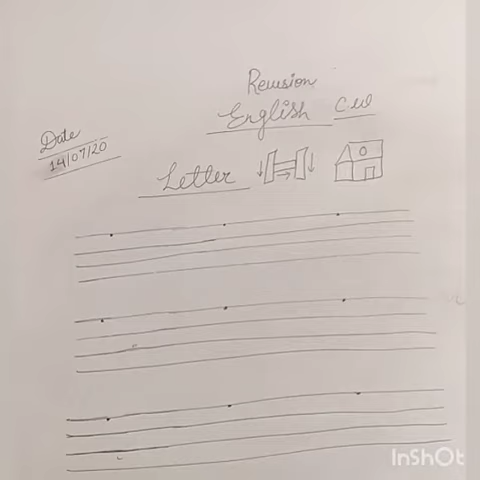 Revision
English C.W
Date
14/07/20
Letter H
InShOt